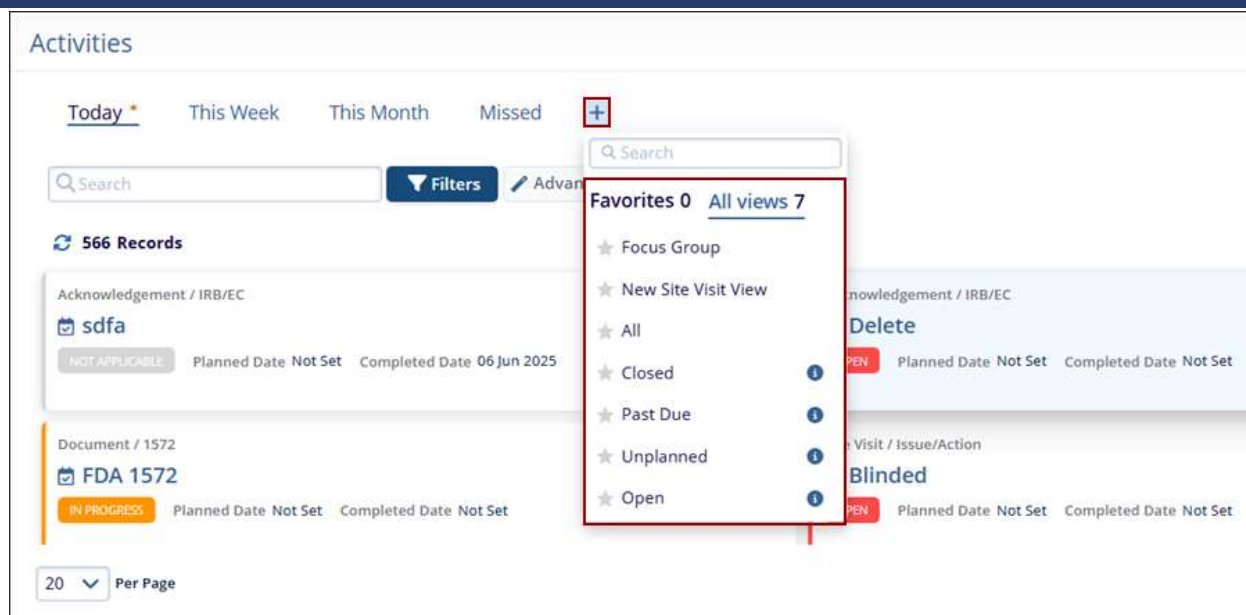 Activities
Today * This Week This Month Missed +
Search
Search Filters Advan
Favorites 0 All views 7
566 Records
Focus Group
New Site Visit View
All
Closed
Past Due
Unplanned
Open
Acknowledgement / IRB/EC
sdfa
NOT APPLICABLE Planned Date Not Set Completed Date 06 Jun 2025
nowledgement / IRB/EC
Delete
PEN Planned Date Not Set Completed Date Not Set
Document / 1572
FDA 1572
IN PROGRESS Planned Date Not Set Completed Date Not Set
Visit / Issue/Action
Blinded
PEN Planned Date Not Set Completed Date Not Set
20 Per Page